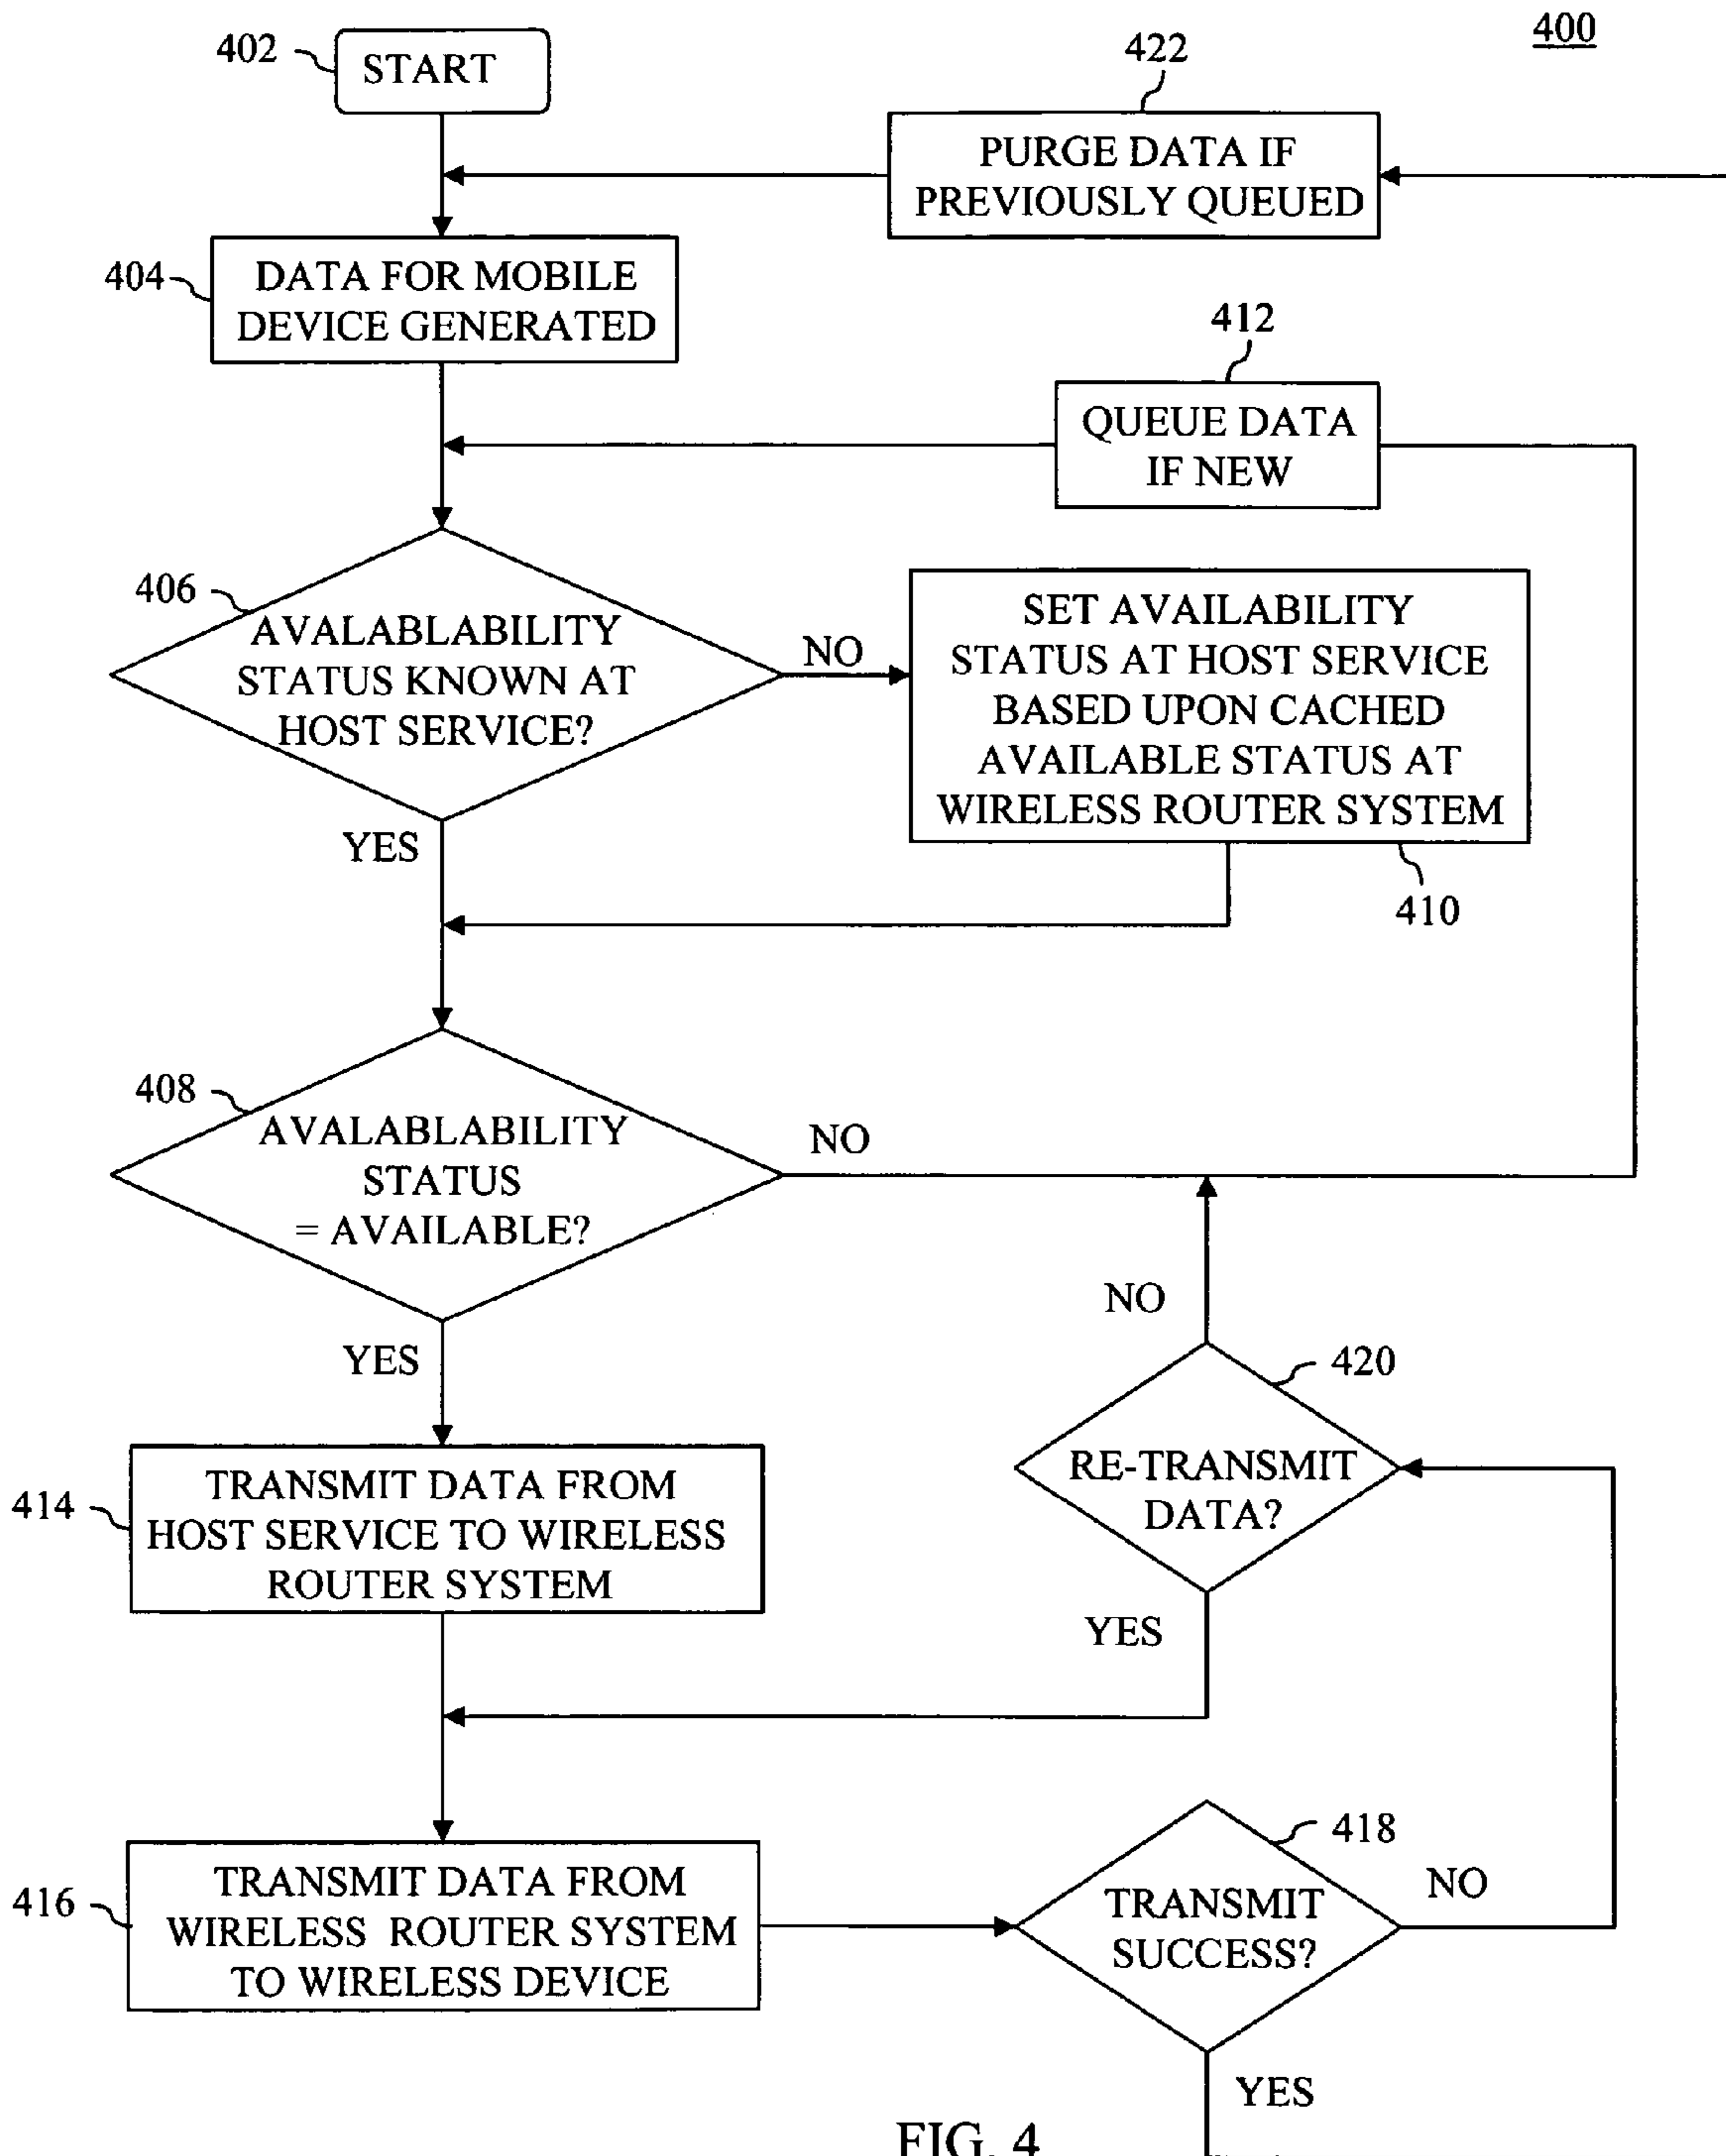 400
402
START
422
PURGE DATA IF
PREVIOUSLY QUEUED
404
DATA FOR MOBILE
DEVICE GENERATED
412
QUEUE DATA
IF NEW
406
AVALABLABILITY
STATUS KNOWN AT
HOST SERVICE?
NO
YES
SET AVAILABILITY
STATUS AT HOST SERVICE
BASED UPON CACHED
AVAILABLE STATUS AT
WIRELESS ROUTER SYSTEM
410
408
AVALABLABILITY
STATUS
= AVAILABLE?
NO
YES
NO
420
RE-TRANSMIT
DATA?
YES
414
TRANSMIT DATA FROM
HOST SERVICE TO WIRELESS
ROUTER SYSTEM
416
TRANSMIT DATA FROM
WIRELESS ROUTER SYSTEM
TO WIRELESS DEVICE
418
TRANSMIT
SUCCESS?
NO
YES
FIG. 4